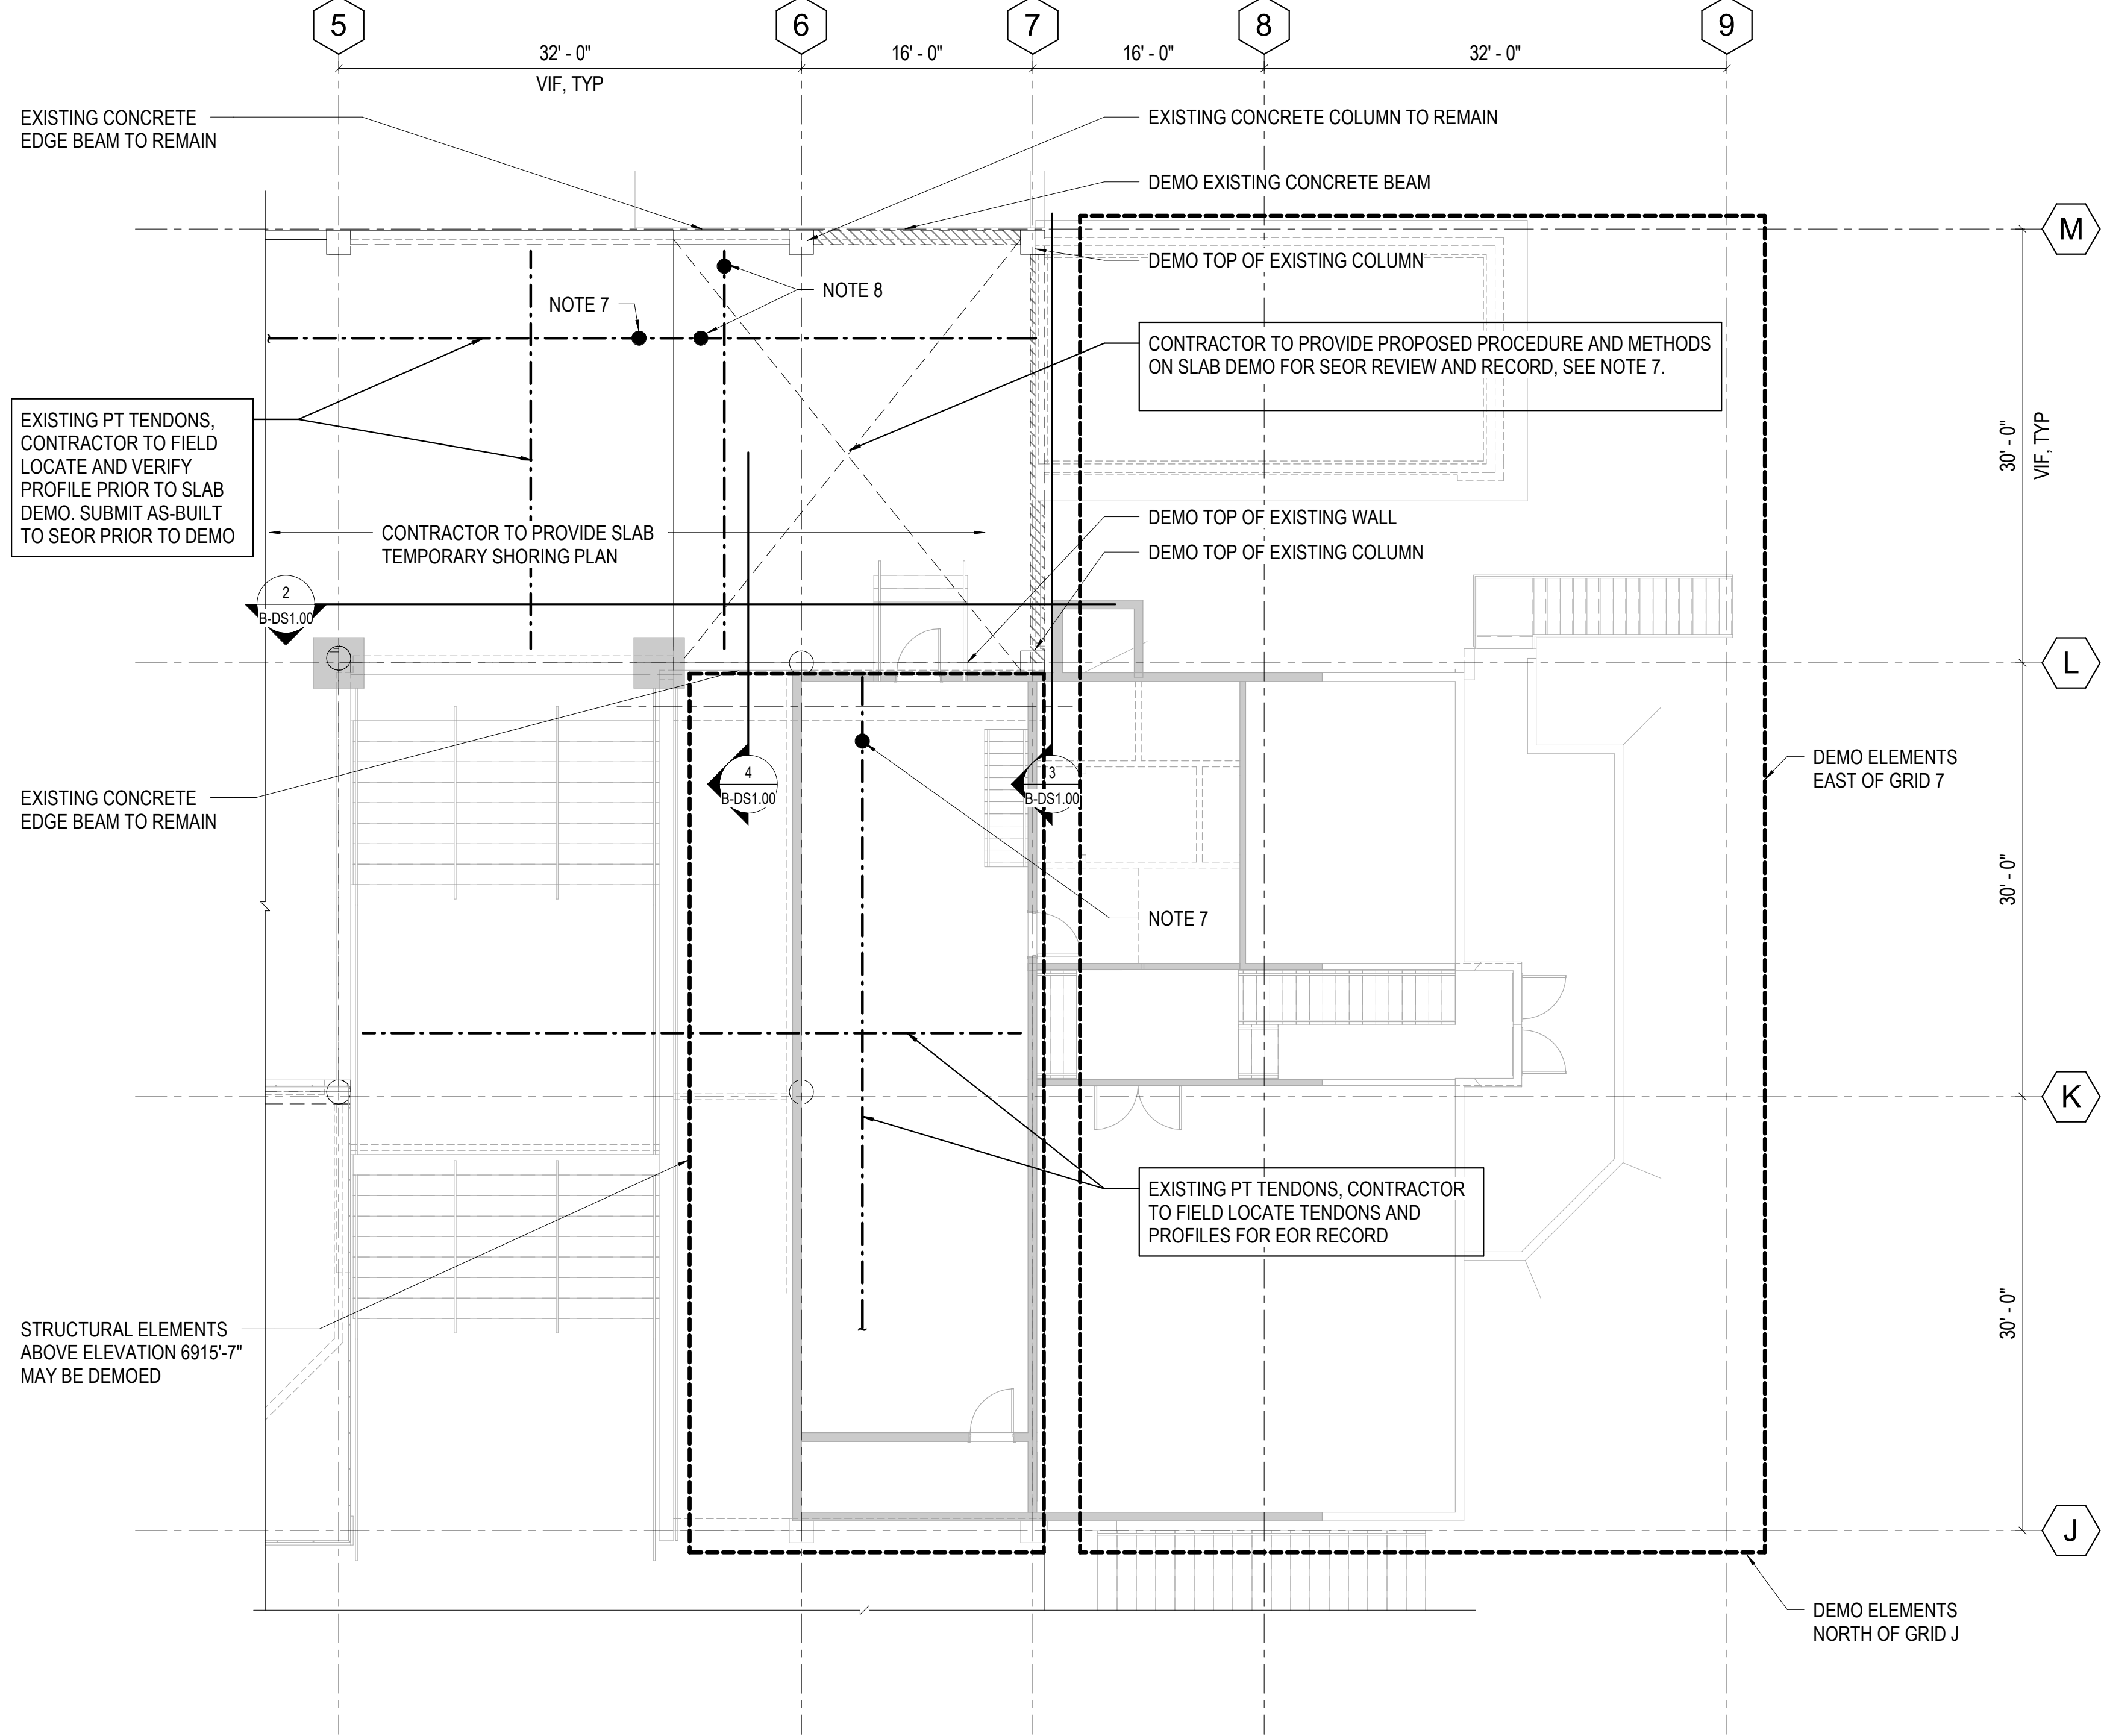 5
6
7
8
9
32' - 0"
16' - 0"
16' - 0"
32' - 0"
VIF, TYP
EXISTING CONCRETE
EDGE BEAM TO REMAIN
EXISTING CONCRETE COLUMN TO REMAIN
DEMO EXISTING CONCRETE BEAM
M
DEMO TOP OF EXISTING COLUMN
NOTE 8
NOTE 7
CONTRACTOR TO PROVIDE PROPOSED PROCEDURE AND METHODS
ON SLAB DEMO FOR SEOR REVIEW AND RECORD, SEE NOTE 7.
EXISTING PT TENDONS,
CONTRACTOR TO FIELD
LOCATE AND VERIFY
PROFILE PRIOR TO SLAB
DEMO. SUBMIT AS-BUILT
TO SEOR PRIOR TO DEMO
30' - 0"
VIF, TYP
CONTRACTOR TO PROVIDE SLAB
TEMPORARY SHORING PLAN
DEMO TOP OF EXISTING WALL
DEMO TOP OF EXISTING COLUMN
2
B-DS1.00
L
4
B-DS1.00
3
B-DS1.00
DEMO ELEMENTS
EAST OF GRID 7
EXISTING CONCRETE
EDGE BEAM TO REMAIN
30' - 0"
NOTE 7
K
EXISTING PT TENDONS, CONTRACTOR
TO FIELD LOCATE TENDONS AND
PROFILES FOR EOR RECORD
30' - 0"
STRUCTURAL ELEMENTS
ABOVE ELEVATION 6915'-7"
MAY BE DEMOED
J
DEMO ELEMENTS
NORTH OF GRID J